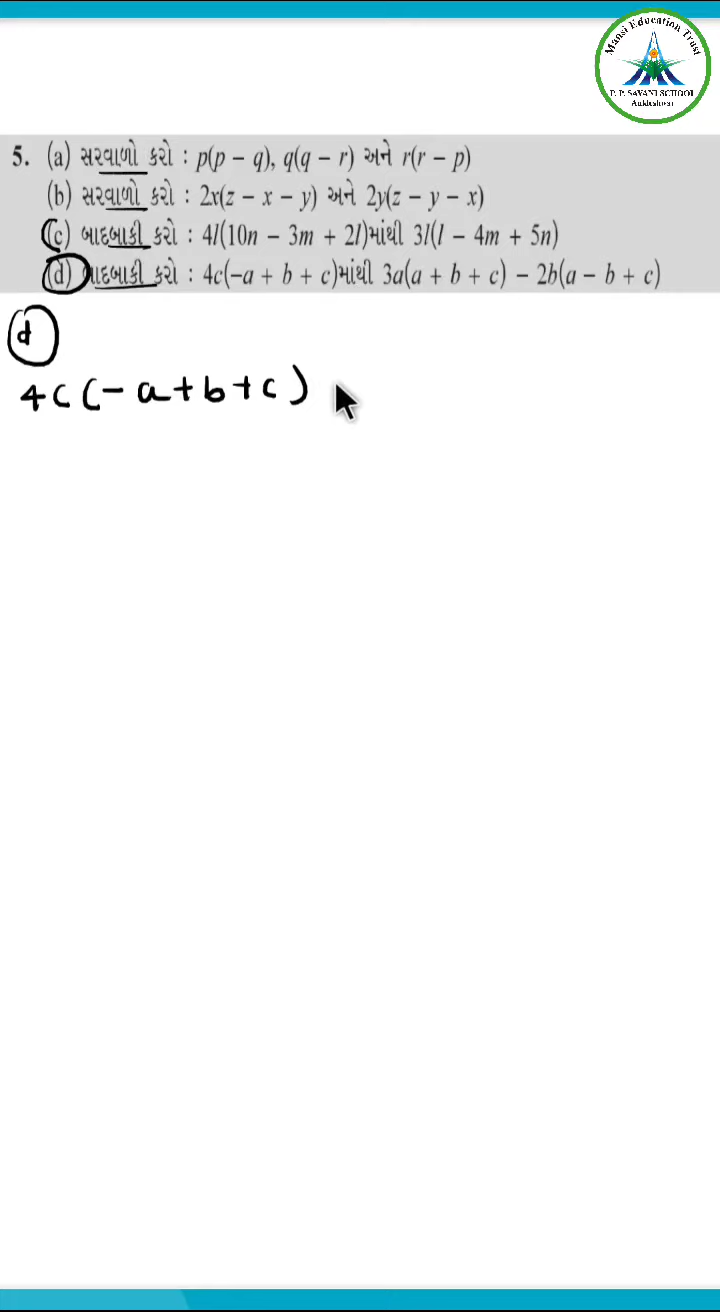 Mansi Education Trust
P. P. SAVANI SCHOOL
Ankleshwar
5. (a) સરવાળો કરો : p(p – q), q(q – r) અને r(r – p)
(b) સરવાળો કરો : 2x(z – x – y) અને 2y(z – y – x)
(c) બાદબાકી કરો : 4l(10n – 3m + 2l)માંથી 3l(l – 4m + 5n)
(d) બાદબાકી કરો : 4c(–a + b + c)માંથી 3a(a + b + c) – 2b(a – b + c)
d
4c(-a+b+c)